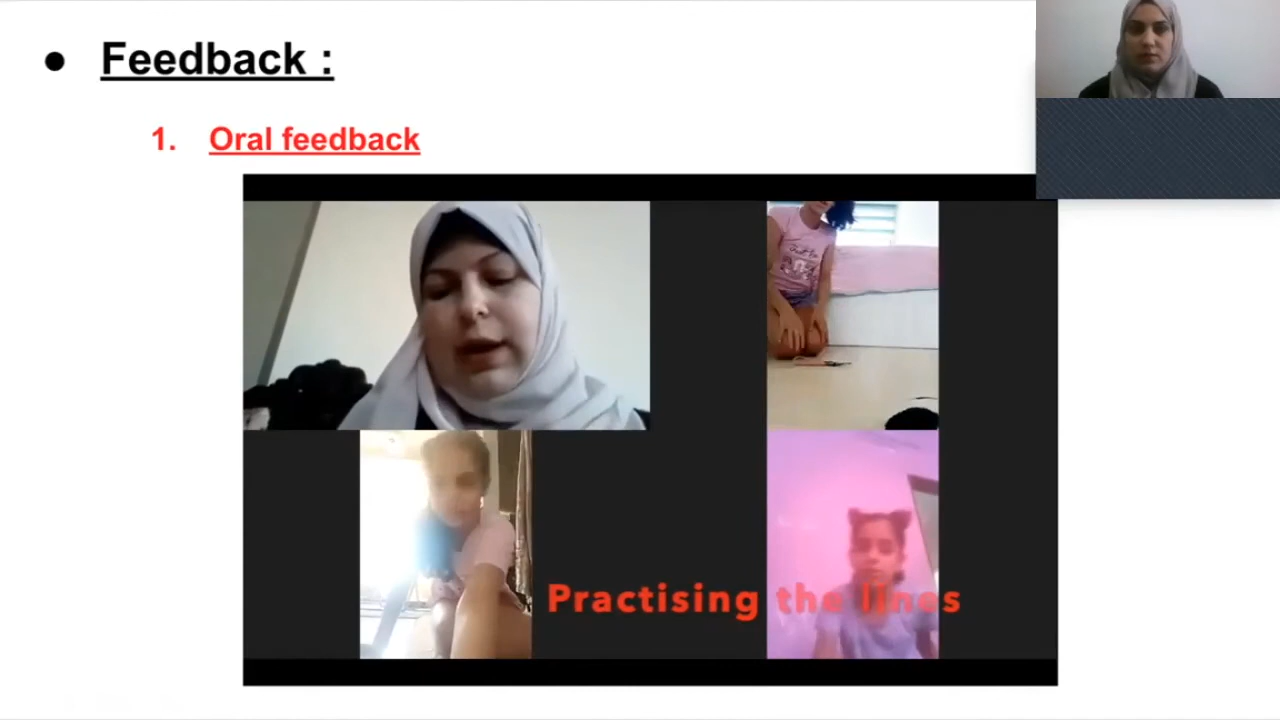 ● Feedback :
1. Oral feedback
Practising the lines